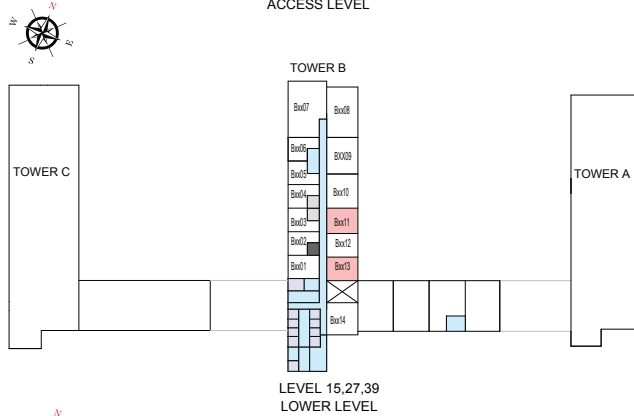 ACCESS LEVEL
N
W
E
S
TOWER B
Bxx07
Bxx08
Bxx06
BXX09
Bxx05
TOWER C
TOWER A
Bxx04
Bxx10
Bxx03
Bxx11
Bxx02
Bxx12
Bxx01
Bxx13
Bxx14
LEVEL 15,27,39
LOWER LEVEL
N